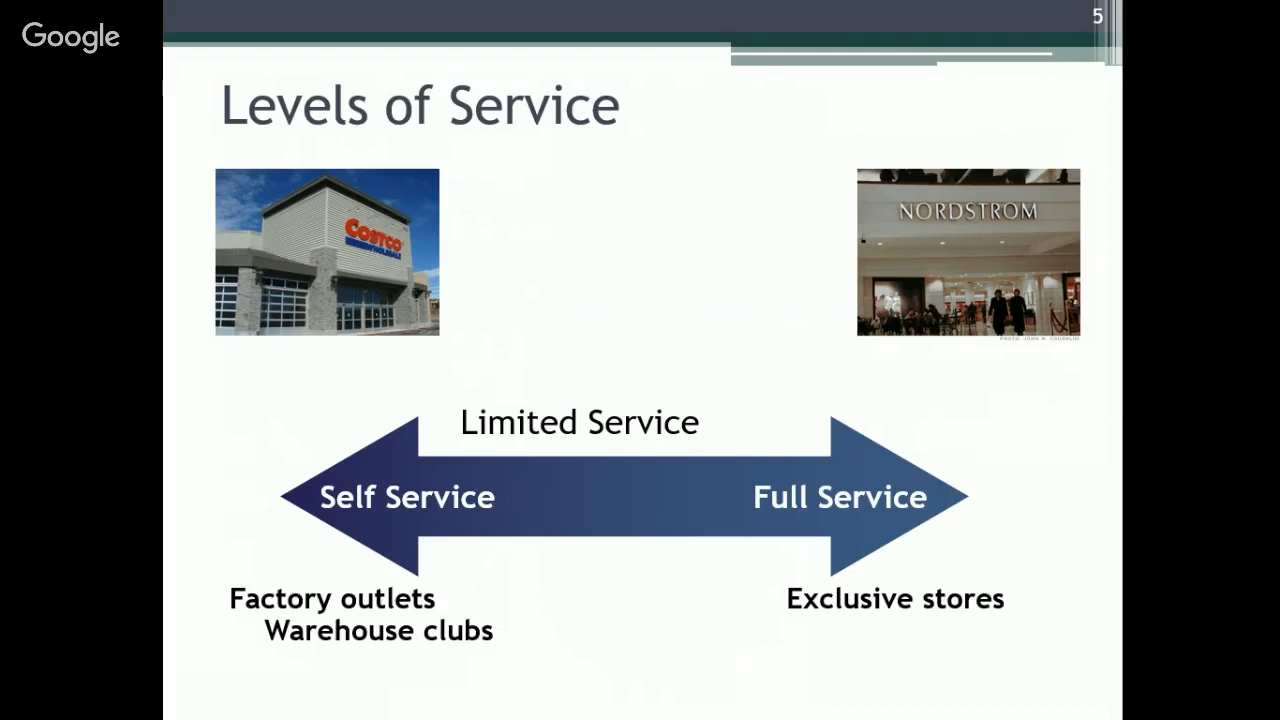 Google
5
Levels of Service
COSTCO
NORDSTROM
Limited Service
Self Service
Full Service
Factory outlets
Warehouse clubs
Exclusive stores